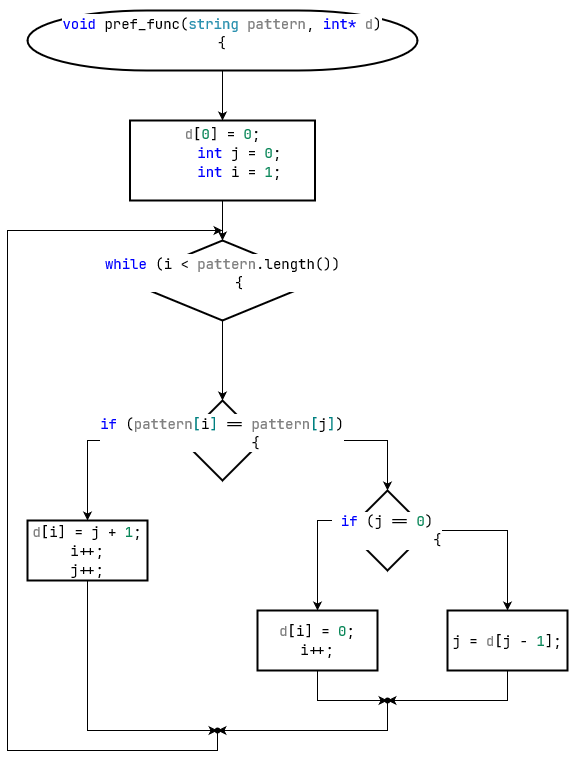 void pref_func(string pattern, int* d)
{
d[0] = 0;
int j = 0;
int i = 1;
while (i < pattern.length())
{
if (pattern[i] == pattern[j])
{
if (j == 0)
{
d[i] = j + 1;
i++;
j++;
d[i] = 0;
i++;
j = d[j - 1];